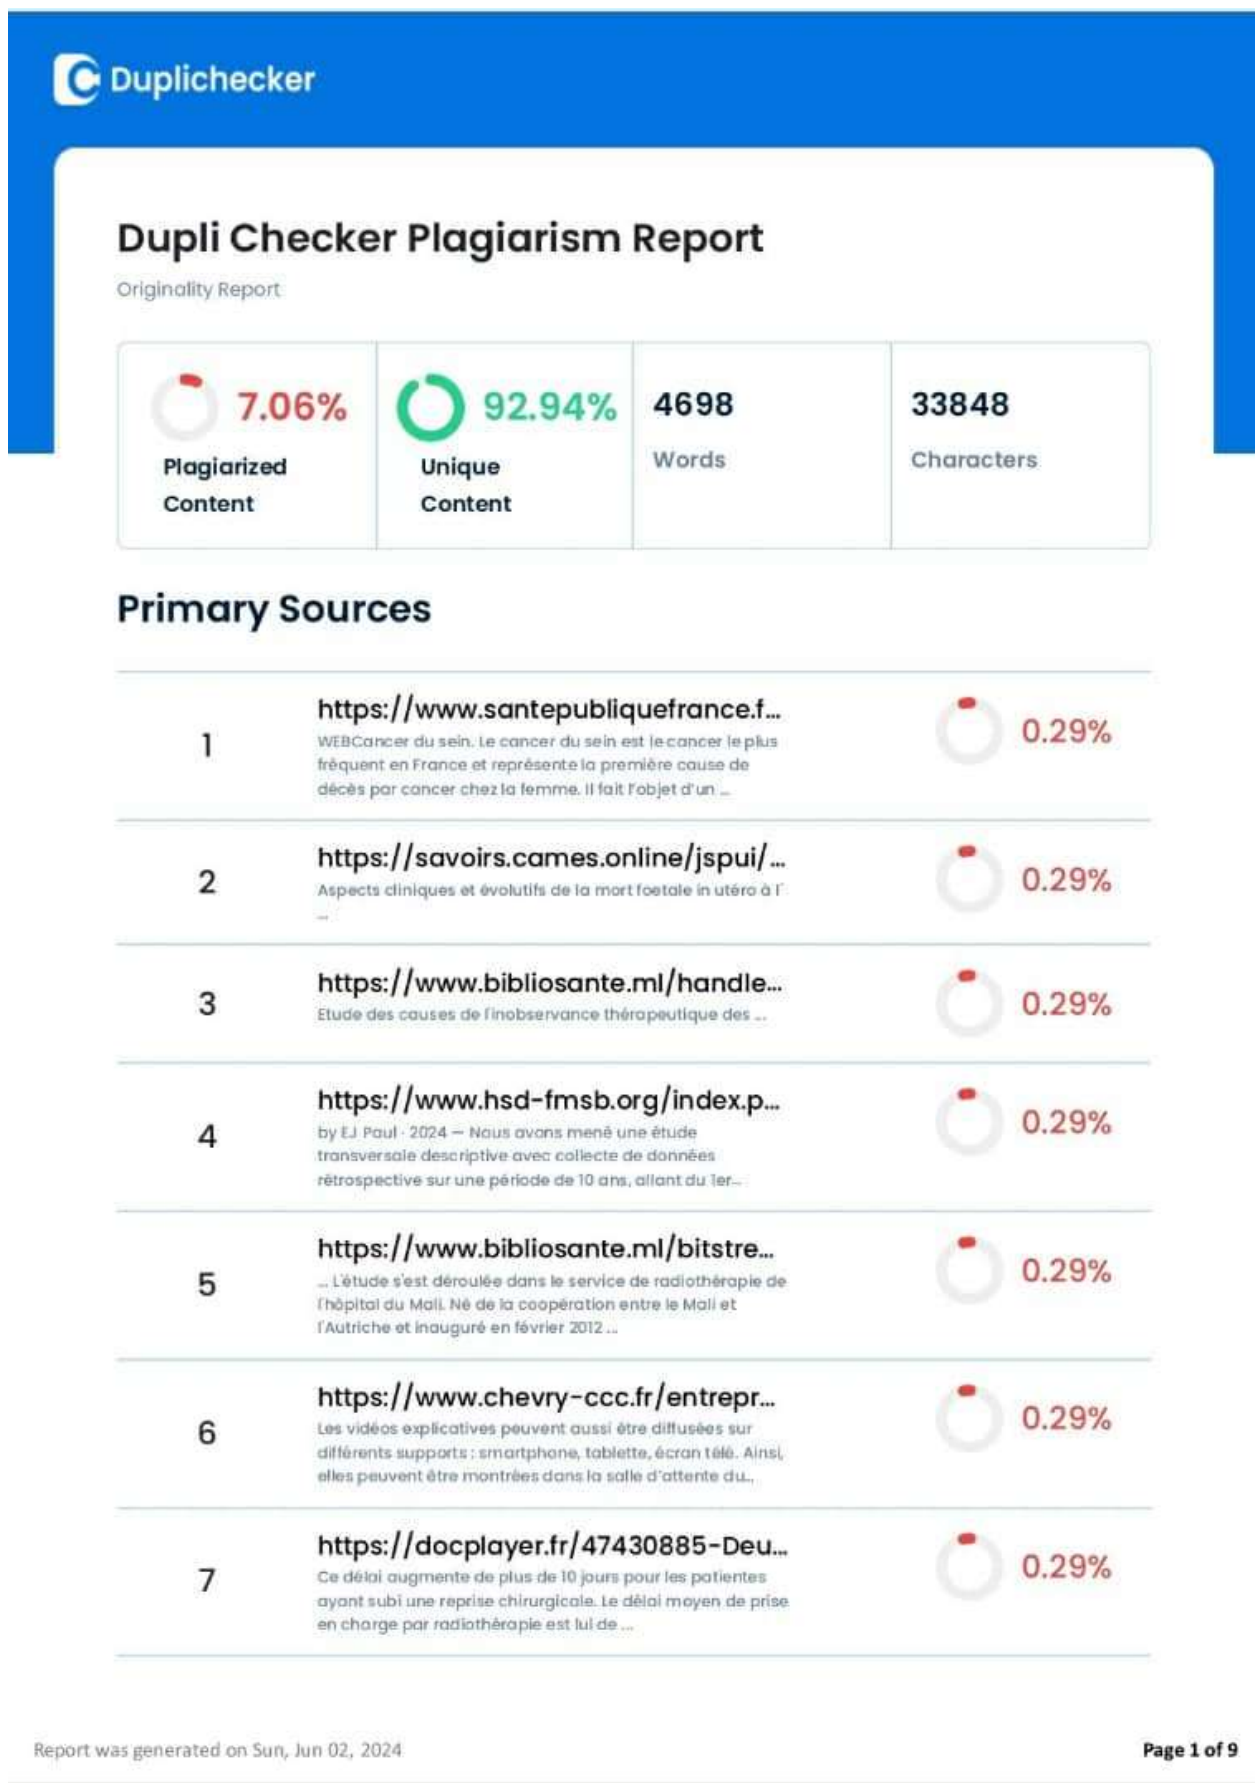 Duplichecker
Dupli Checker Plagiarism Report
Originality Report
7.06%
Plagiarized
Content
92.94%
Unique
Content
4698
Words
33848
Characters
Primary Sources
1
https://www.santepubliquefrance.f...
WEBCancer du sein. Le cancer du sein est le cancer le plus
fréquent en France et représente la première cause de
décès par cancer chez la femme. Il fait l'objet d'un ...
0.29%
2
https://savoirs.cames.online/jspui/...
Aspects cliniques et évolutifs de la mort foetale in utéro à l'
...
0.29%
3
https://www.bibliosante.ml/handle...
Etude des causes de l'inobservance thérapeutique des ...
0.29%
4
https://www.hsd-fmsb.org/index.p...
by EJ Paul · 2024 — Nous avons mené une étude
transversale descriptive avec collecte de données
rétrospective sur une période de 10 ans, allant du 1er...
0.29%
5
https://www.bibliosante.ml/bitstre...
... L'étude s'est déroulée dans le service de radiothérapie de
l'hôpital du Mali. Né de la coopération entre le Mali et
l'Autriche et inauguré en février 2012 ...
0.29%
6
https://www.chevry-ccc.fr/entrepr...
Les vidéos explicatives peuvent aussi être diffusées sur
différents supports : smartphone, tablette, écran télé. Ainsi,
elles peuvent être montrées dans la salle d'attente du...
0.29%
7
https://docplayer.fr/47430885-Deu...
Ce délai augmente de plus de 10 jours pour les patientes
ayant subi une reprise chirurgicale. Le délai moyen de prise
en charge par radiothérapie est lui de ...
0.29%
Report was generated on Sun, Jun 02, 2024
Page 1 of 9